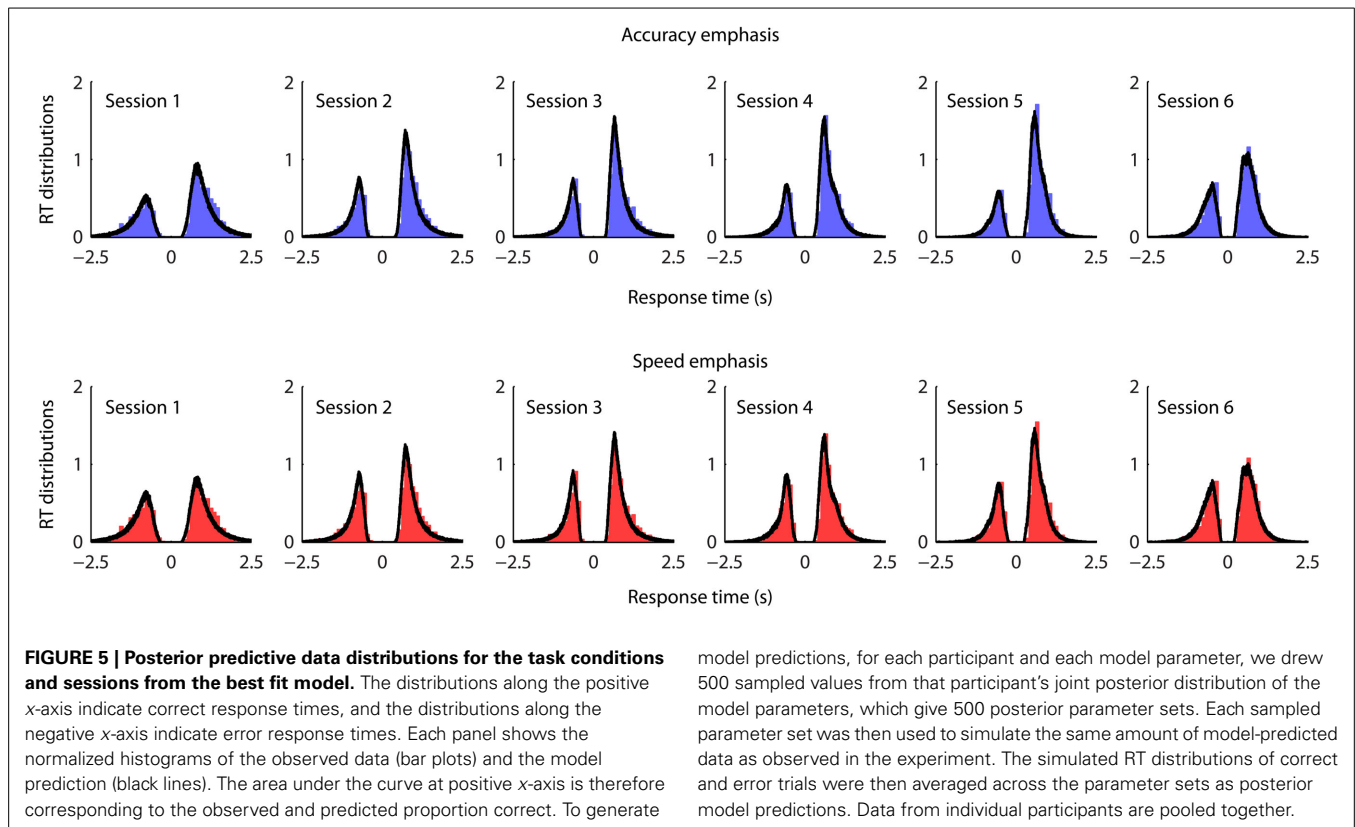 Accuracy emphasis
RT distributions
2
1
0
Session 1
−2.5 0 2.5
2
1
0
Session 2
−2.5 0 2.5
2
1
0
Session 3
−2.5 0 2.5
2
1
0
Session 4
−2.5 0 2.5
2
1
0
Session 5
−2.5 0 2.5
2
1
0
Session 6
−2.5 0 2.5
Response time (s)
Speed emphasis
RT distributions
2
1
0
Session 1
−2.5 0 2.5
2
1
0
Session 2
−2.5 0 2.5
2
1
0
Session 3
−2.5 0 2.5
2
1
0
Session 4
−2.5 0 2.5
2
1
0
Session 5
−2.5 0 2.5
2
1
0
Session 6
−2.5 0 2.5
Response time (s)
FIGURE 5 | Posterior predictive data distributions for the task conditions
and sessions from the best fit model. The distributions along the positive
x-axis indicate correct response times, and the distributions along the
negative x-axis indicate error response times. Each panel shows the
normalized histograms of the observed data (bar plots) and the model
prediction (black lines). The area under the curve at positive x-axis is therefore
corresponding to the observed and predicted proportion correct. To generate
model predictions, for each participant and each model parameter, we drew
500 sampled values from that participant's joint posterior distribution of the
model parameters, which give 500 posterior parameter sets. Each sampled
parameter set was then used to simulate the same amount of model-predicted
data as observed in the experiment. The simulated RT distributions of correct
and error trials were then averaged across the parameter sets as posterior
model predictions. Data from individual participants are pooled together.